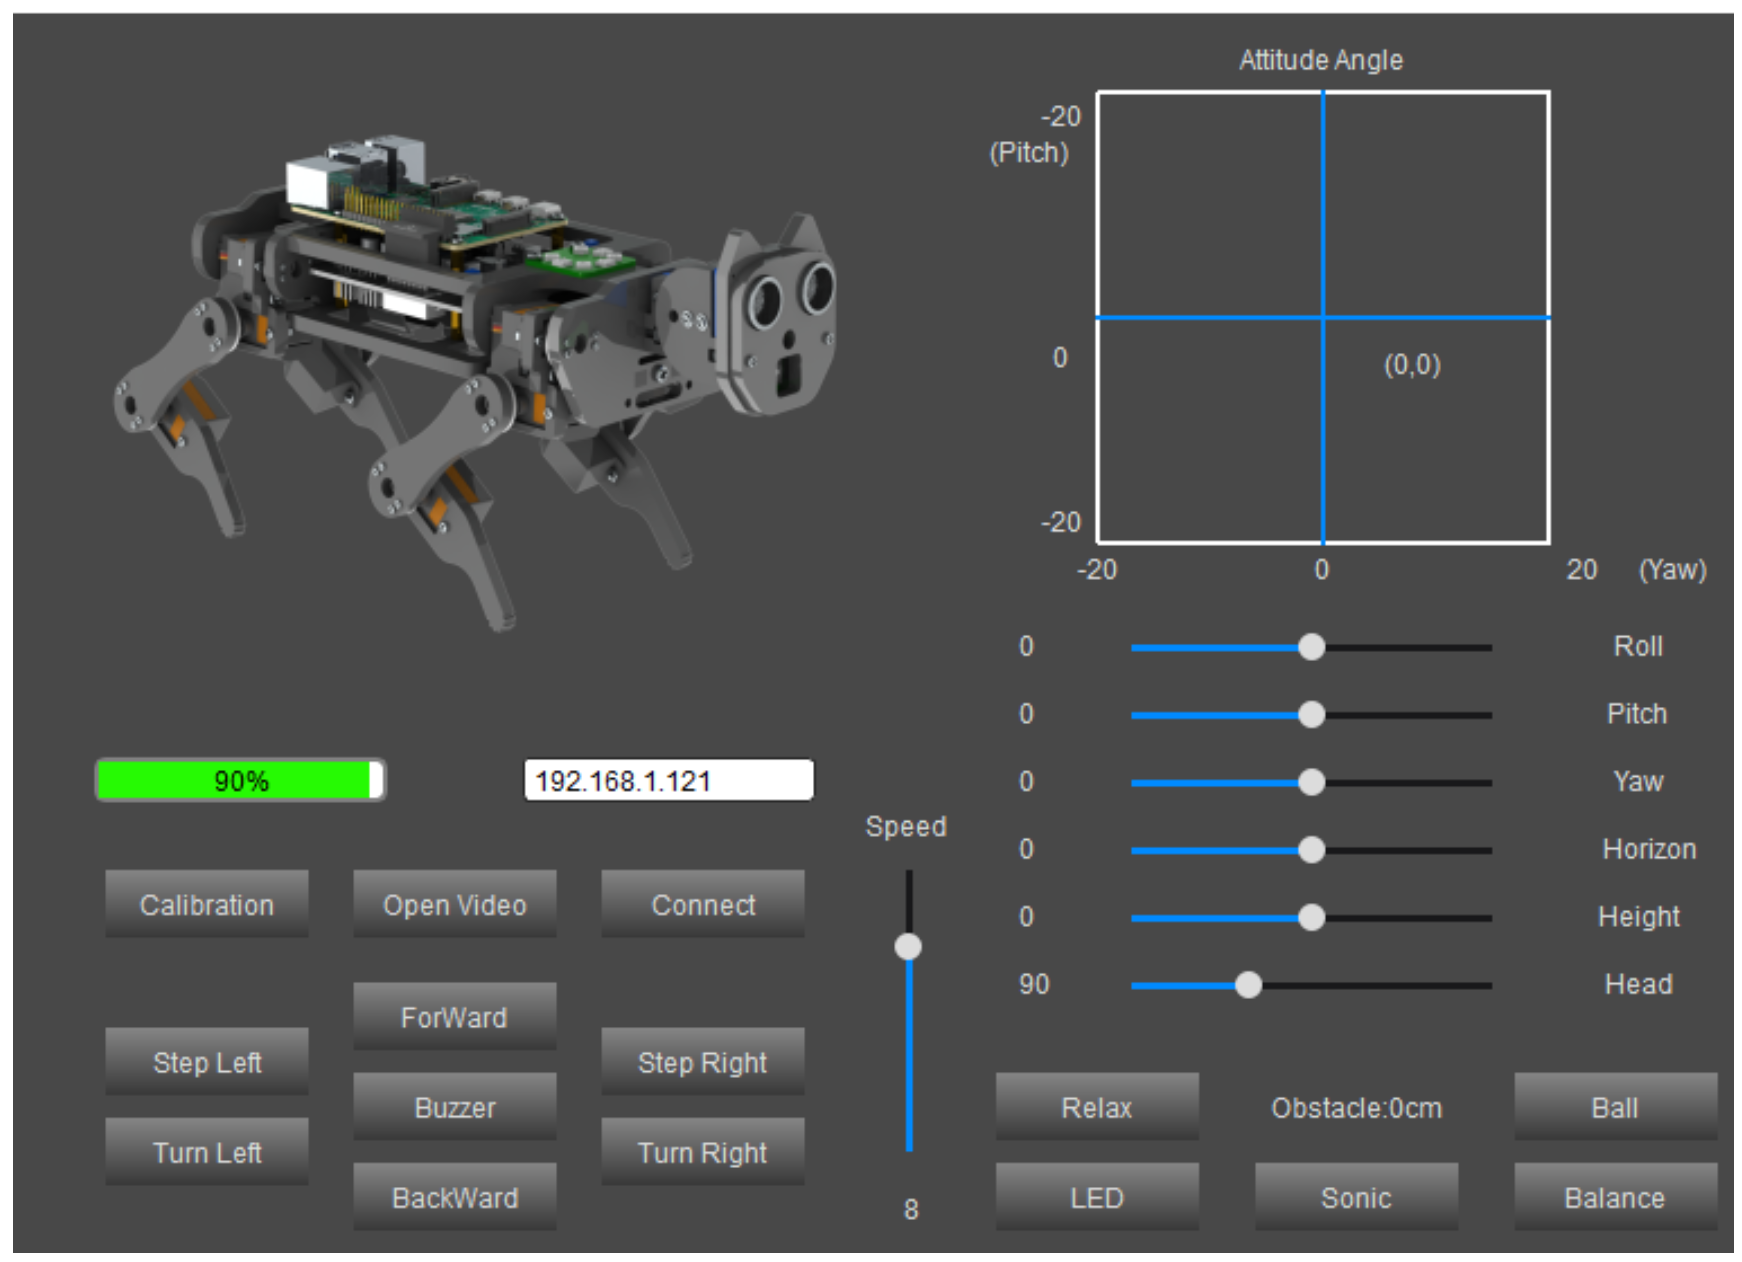 Attitude Angle
-20
(Pitch)
0
(0,0)
-20
-20 0 20 (Yaw)
0 Roll
0 Pitch
0 Yaw
0 Horizon
0 Height
90 Head
90%
192.168.1.121
Speed
8
Calibration Open Video Connect
ForWard
Step Left Step Right
Buzzer
Turn Left Turn Right
BackWard
Relax Obstacle:0cm Ball
LED Sonic Balance